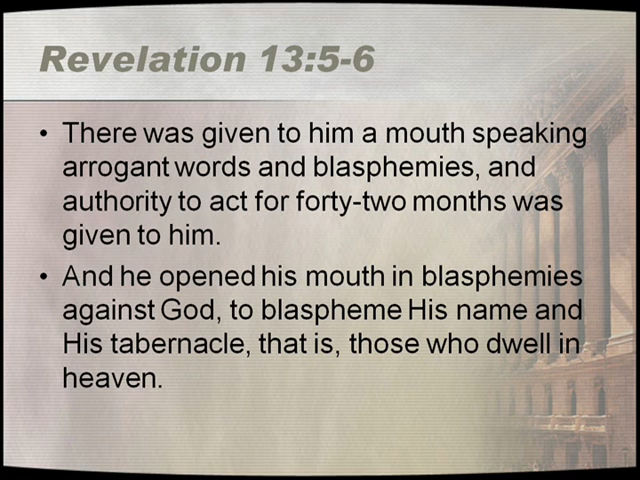 Revelation 13:5-6
• There was given to him a mouth speaking
arrogant words and blasphemies, and
authority to act for forty-two months was
given to him.
• And he opened his mouth in blasphemies
against God, to blaspheme His name and
His tabernacle, that is, those who dwell in
heaven.